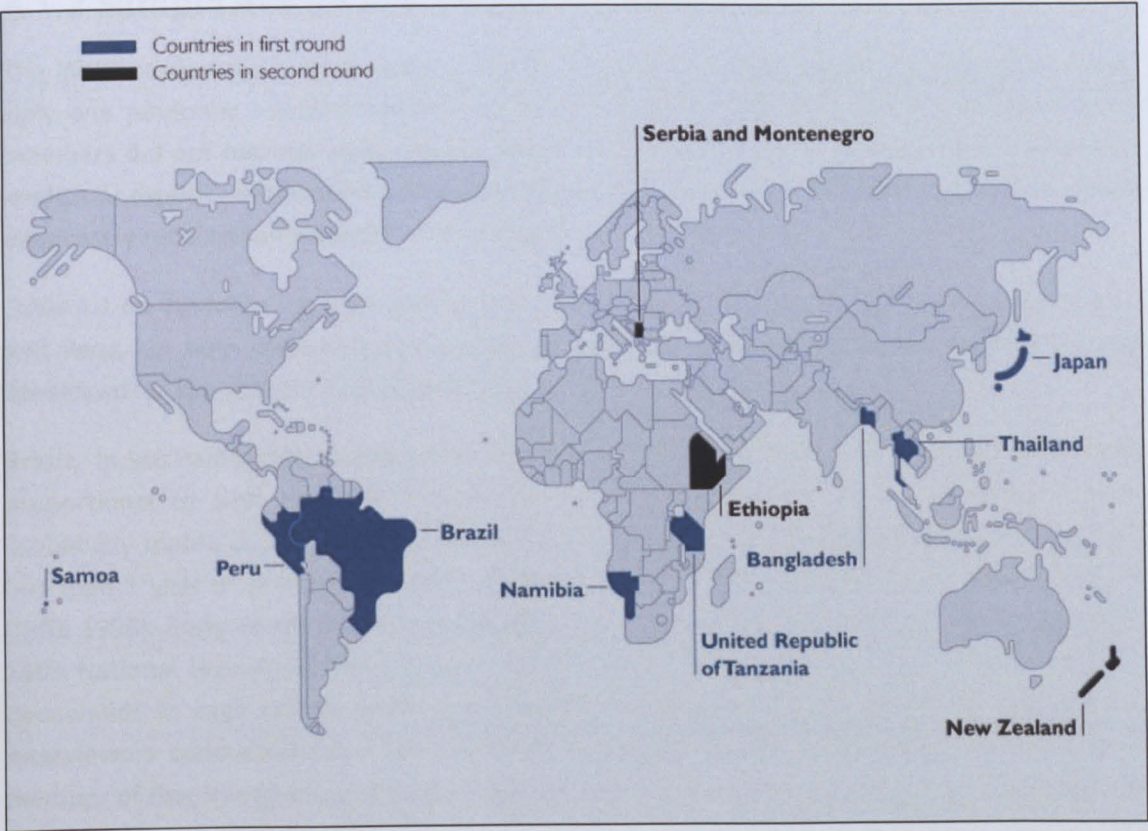 Countries in first round
Countries in second round
Serbia and Montenegro
Japan
Thailand
Ethiopia
Brazil
Bangladesh
Peru
Samoa
Namibia
United Republic
of Tanzania
New Zealand